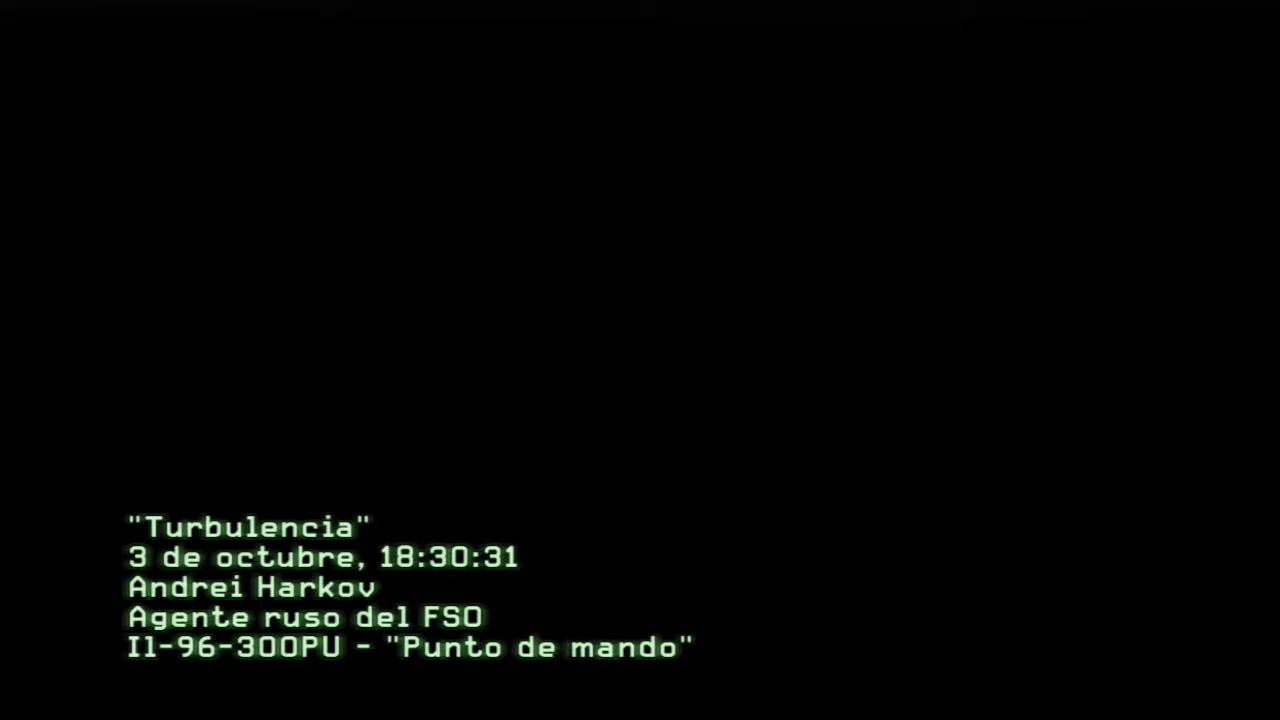 "Turbulencia"
3 de octubre, 18:30:31
Andrei Harkov
Agente ruso del FSO
Il-96-300PU - "Punto de mando"